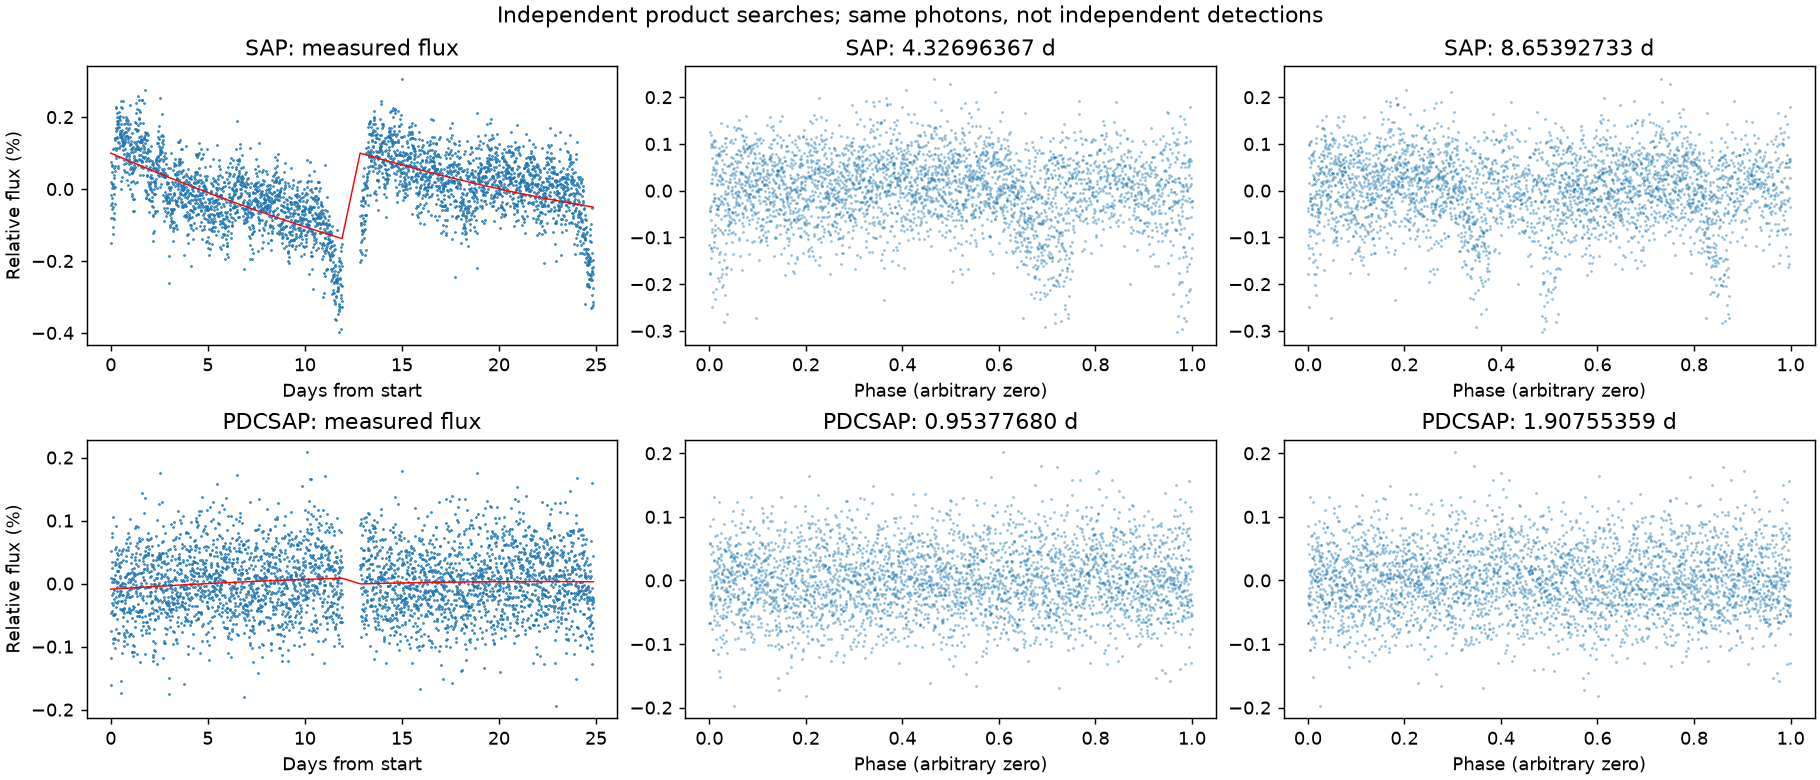 Independent product searches; same photons, not independent detections
SAP: measured flux
SAP: 4.32696367 d
SAP: 8.65392733 d
Relative flux (%)
0.2
0.0
−0.2
−0.4
0.2
0.1
0.0
−0.1
−0.2
−0.3
0.2
0.1
0.0
−0.1
−0.2
−0.3
0 5 10 15 20 25
0.0 0.2 0.4 0.6 0.8 1.0
0.0 0.2 0.4 0.6 0.8 1.0
Days from start
Phase (arbitrary zero)
Phase (arbitrary zero)
PDCSAP: measured flux
PDCSAP: 0.95377680 d
PDCSAP: 1.90755359 d
Relative flux (%)
0.2
0.1
0.0
−0.1
−0.2
0.2
0.1
0.0
−0.1
−0.2
0.2
0.1
0.0
−0.1
−0.2
0 5 10 15 20 25
0.0 0.2 0.4 0.6 0.8 1.0
0.0 0.2 0.4 0.6 0.8 1.0
Days from start
Phase (arbitrary zero)
Phase (arbitrary zero)